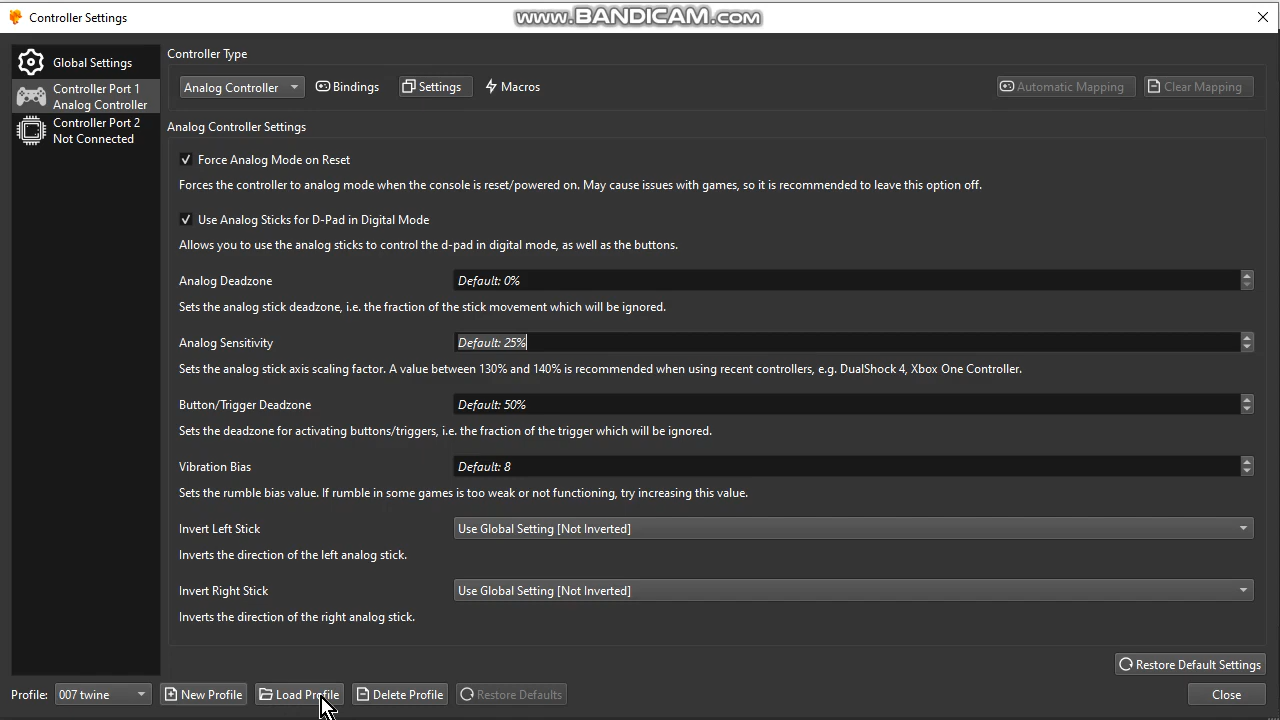 Controller Settings
www.BANDICAM.com
Global Settings
Controller Port 1
Analog Controller
Controller Port 2
Not Connected
Controller Type
Analog Controller
Bindings
Settings
Macros
Automatic Mapping
Clear Mapping
Analog Controller Settings
Force Analog Mode on Reset
Forces the controller to analog mode when the console is reset/powered on. May cause issues with games, so it is recommended to leave this option off.
Use Analog Sticks for D-Pad in Digital Mode
Allows you to use the analog sticks to control the d-pad in digital mode, as well as the buttons.
Analog Deadzone
Default: 0%
Sets the analog stick deadzone, i.e. the fraction of the stick movement which will be ignored.
Analog Sensitivity
Default: 25%
Sets the analog stick axis scaling factor. A value between 130% and 140% is recommended when using recent controllers, e.g. DualShock 4, Xbox One Controller.
Button/Trigger Deadzone
Default: 50%
Sets the deadzone for activating buttons/triggers, i.e. the fraction of the trigger which will be ignored.
Vibration Bias
Default: 8
Sets the rumble bias value. If rumble in some games is too weak or not functioning, try increasing this value.
Invert Left Stick
Use Global Setting [Not Inverted]
Inverts the direction of the left analog stick.
Invert Right Stick
Use Global Setting [Not Inverted]
Inverts the direction of the right analog stick.
Restore Default Settings
Profile:
007 twine
New Profile
Load Profile
Delete Profile
Restore Defaults
Close